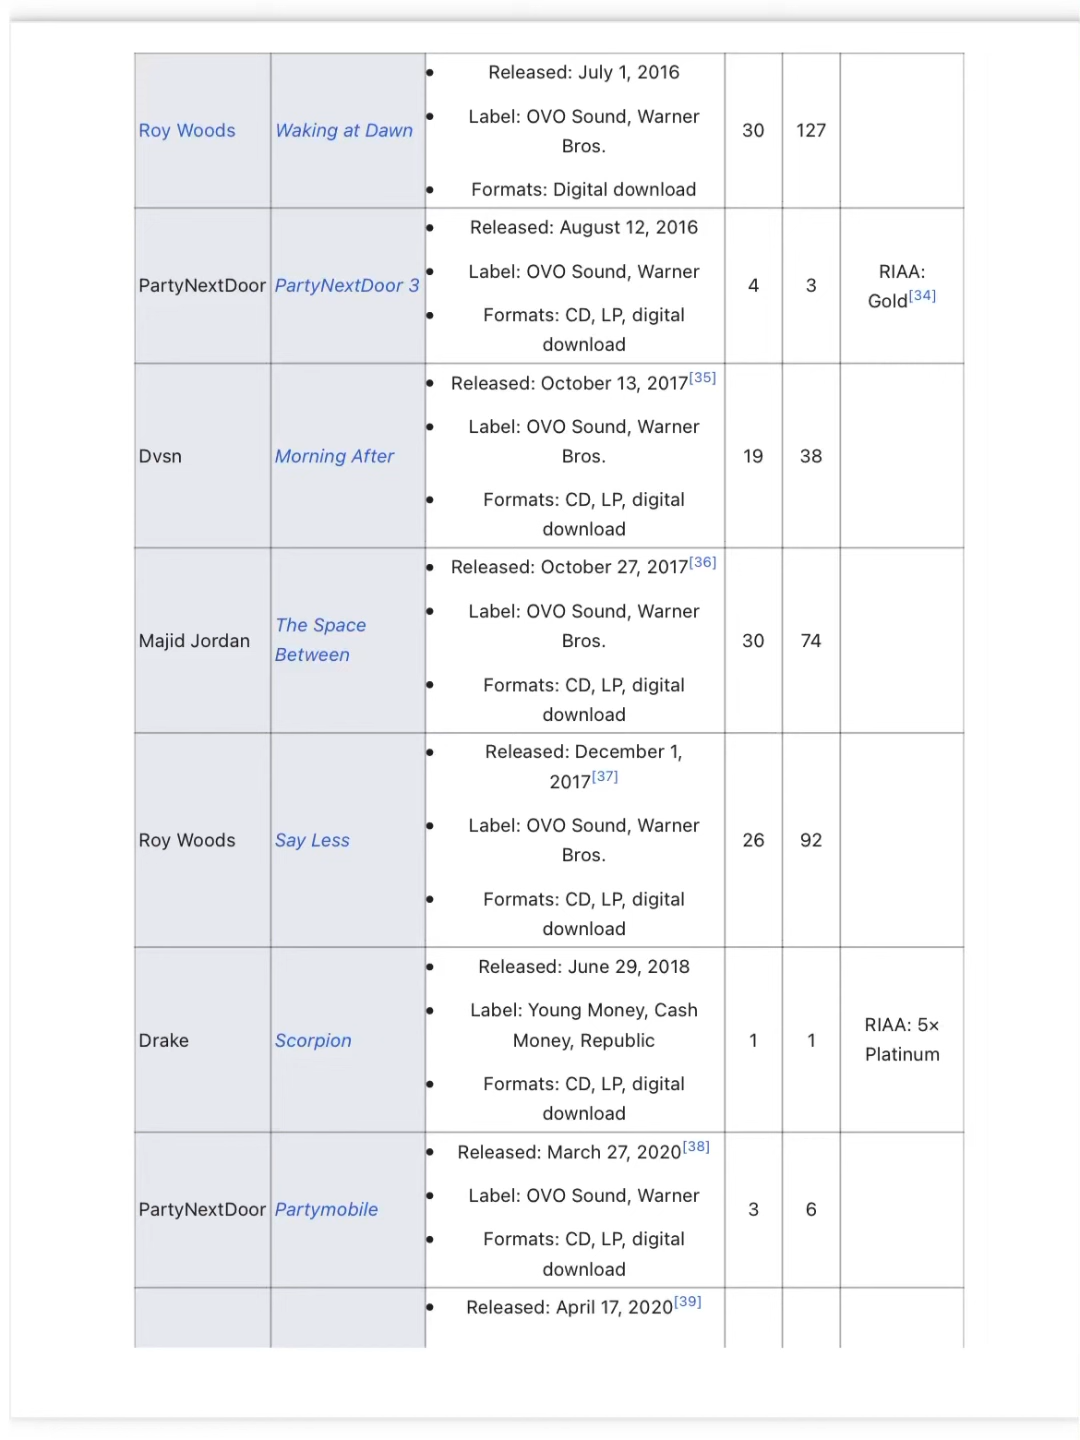 Roy Woods
Waking at Dawn
Released: July 1, 2016
Label: OVO Sound, Warner
Bros.
Formats: Digital download
30
127
PartyNextDoor
PartyNextDoor 3
Released: August 12, 2016
Label: OVO Sound, Warner
Formats: CD, LP, digital
download
4
3
RIAA:
Gold[34]
Dvsn
Morning After
Released: October 13, 2017[35]
Label: OVO Sound, Warner
Bros.
Formats: CD, LP, digital
download
19
38
Majid Jordan
The Space
Between
Released: October 27, 2017[36]
Label: OVO Sound, Warner
Bros.
Formats: CD, LP, digital
download
30
74
Roy Woods
Say Less
Released: December 1,
2017[37]
Label: OVO Sound, Warner
Bros.
Formats: CD, LP, digital
download
26
92
Drake
Scorpion
Released: June 29, 2018
Label: Young Money, Cash
Money, Republic
Formats: CD, LP, digital
download
1
1
RIAA: 5×
Platinum
PartyNextDoor
Partymobile
Released: March 27, 2020[38]
Label: OVO Sound, Warner
Formats: CD, LP, digital
download
3
6
Released: April 17, 2020[39]